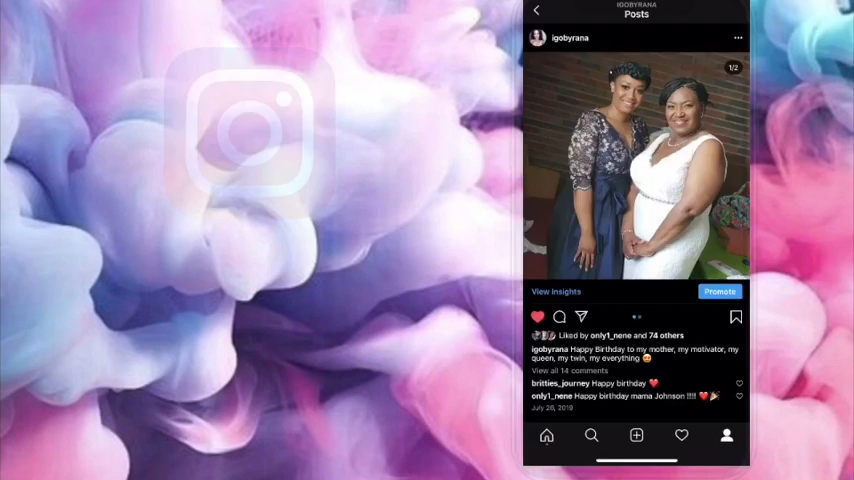 IGOBYRANA
Posts
igobyrana
1/2
View Insights
Promote
Liked by only1_nene and 74 others
igobyrana Happy Birthday to my mother, my motivator, my
queen, my twin, my everything 😍
View all 14 comments
britties_journey Happy birthday ❤️
only1_nene Happy birthday mama Johnson !!!! ❤️🎉
July 26, 2019